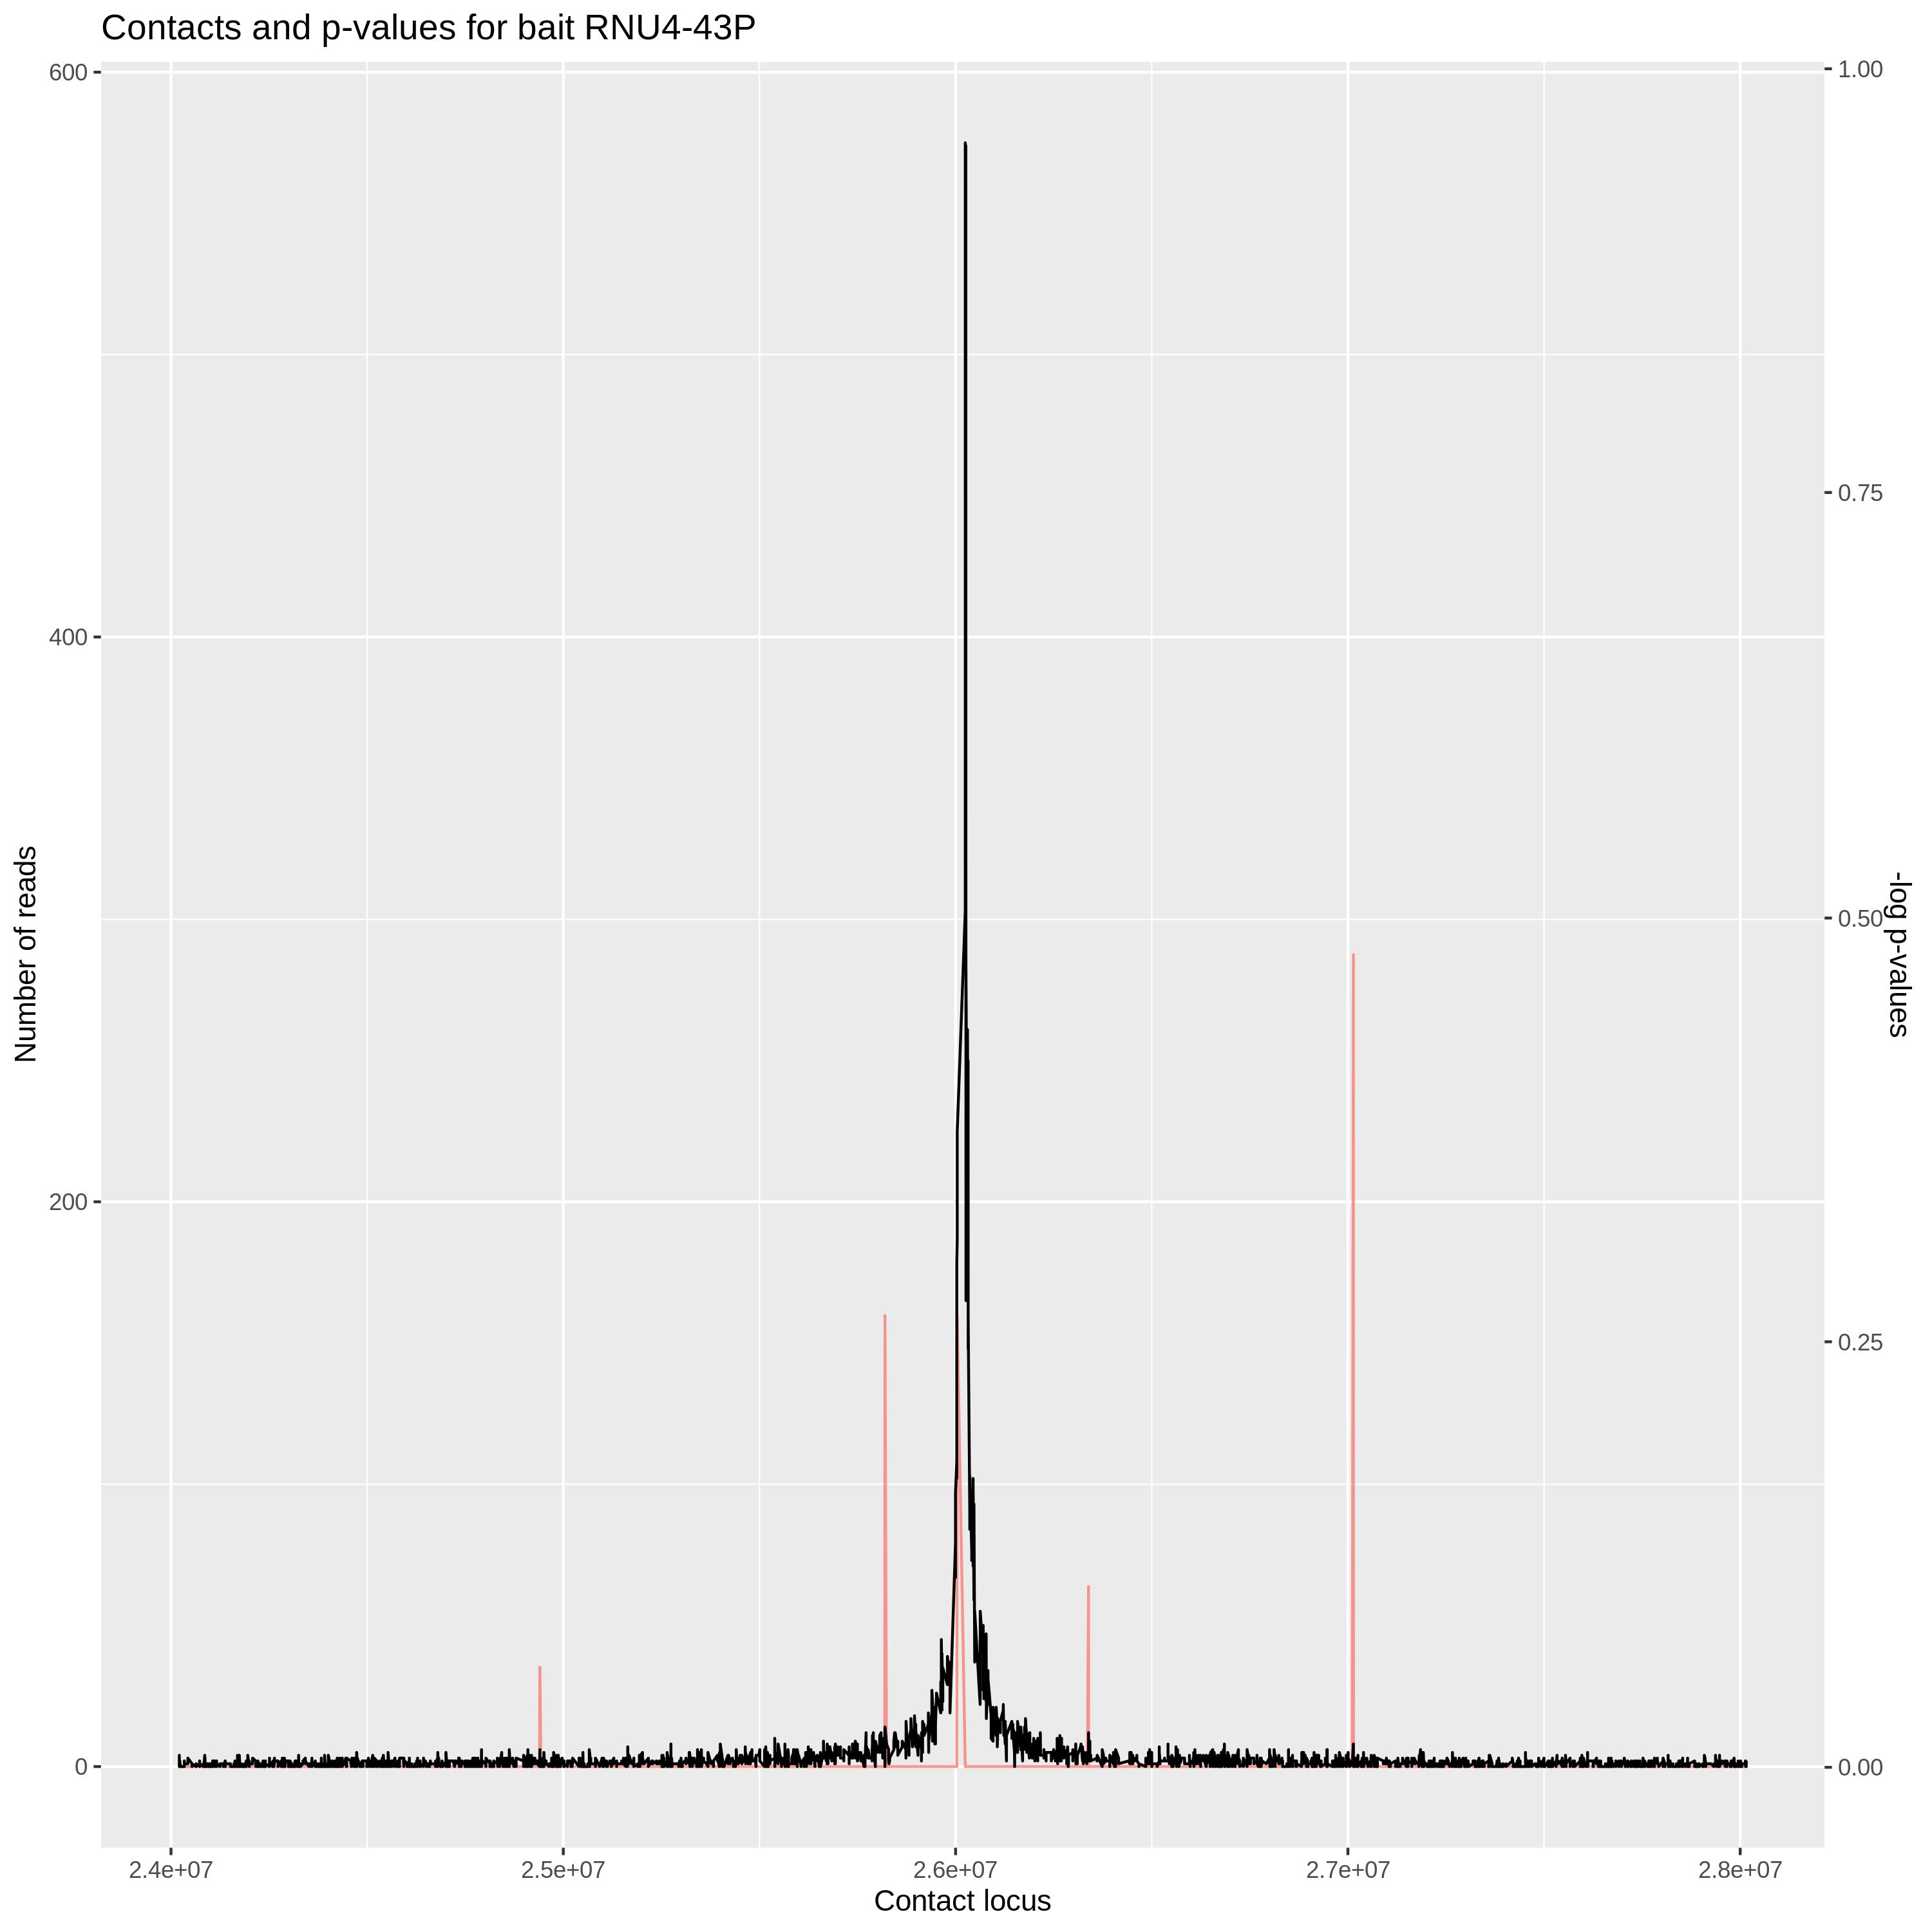 Contacts and p-values for bait RNU4-43P
600
400
200
0
Number of reads
1.00
0.75
0.50
0.25
0.00
-log p-values
2.4e+07
2.5e+07
2.6e+07
2.7e+07
2.8e+07
Contact locus